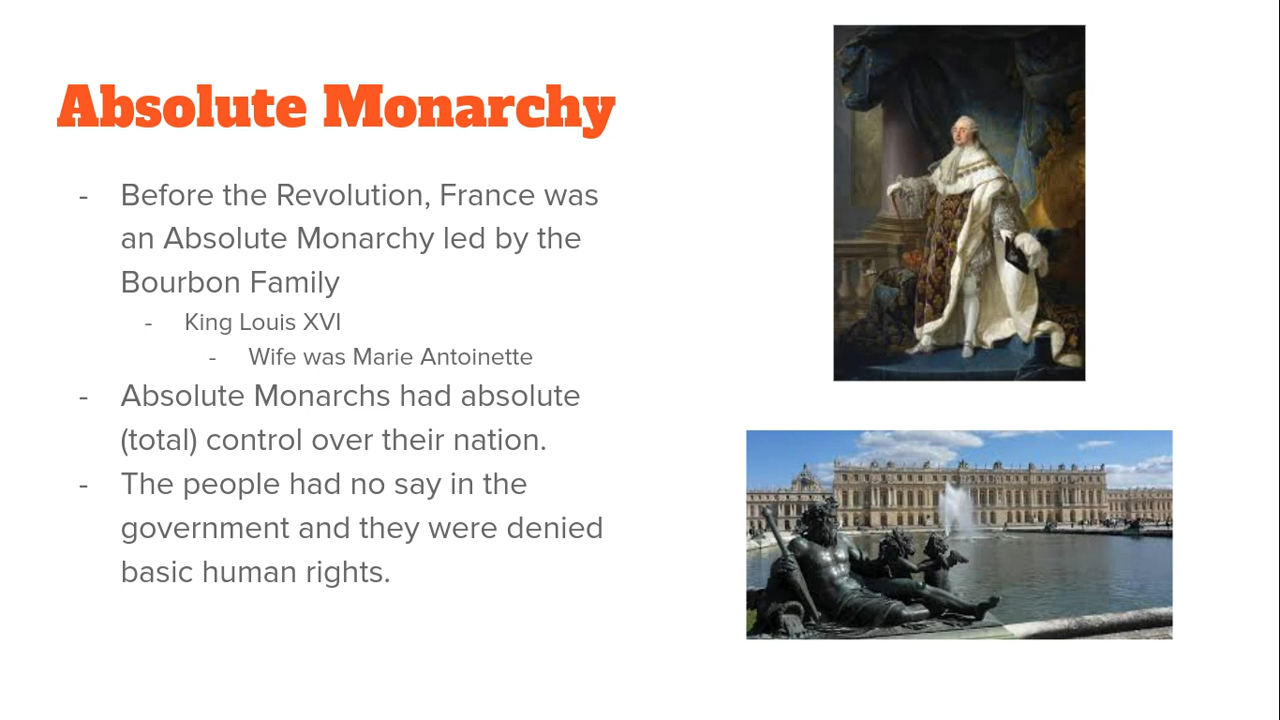 Absolute Monarchy
- Before the Revolution, France was
an Absolute Monarchy led by the
Bourbon Family
- King Louis XVI
- Wife was Marie Antoinette
- Absolute Monarchs had absolute
(total) control over their nation.
- The people had no say in the
government and they were denied
basic human rights.